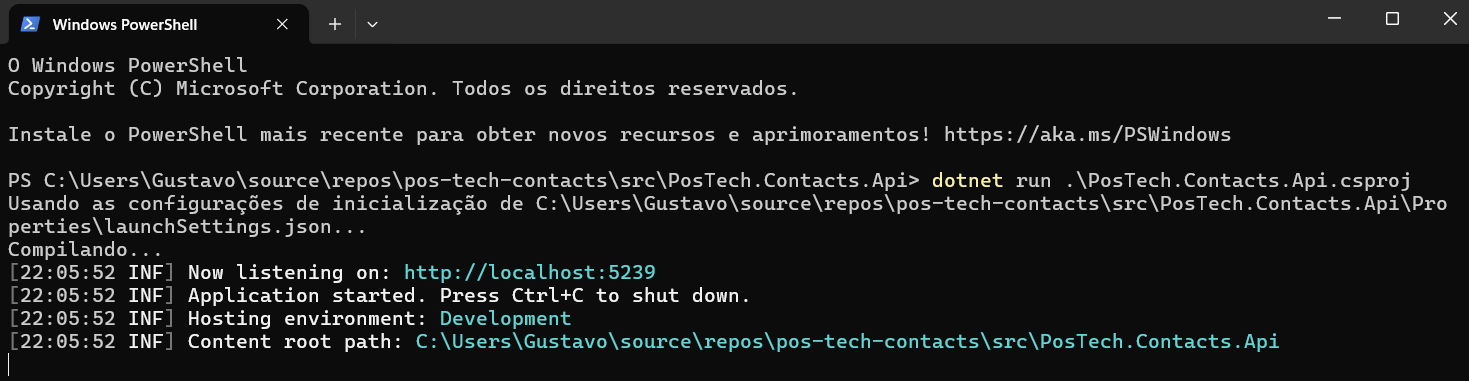 Windows PowerShell
O Windows PowerShell
Copyright (C) Microsoft Corporation. Todos os direitos reservados.
Instale o PowerShell mais recente para obter novos recursos e aprimoramentos! https://aka.ms/PSWindows
PS C:\Users\Gustavo\source\repos\pos-tech-contacts\src\PosTech.Contacts.Api> dotnet run .\PosTech.Contacts.Api.csproj
Usando as configurações de inicialização de C:\Users\Gustavo\source\repos\pos-tech-contacts\src\PosTech.Contacts.Api\Pro
perties\launchSettings.json...
Compilando...
[22:05:52 INF] Now listening on: http://localhost:5239
[22:05:52 INF] Application started. Press Ctrl+C to shut down.
[22:05:52 INF] Hosting environment: Development
[22:05:52 INF] Content root path: C:\Users\Gustavo\source\repos\pos-tech-contacts\src\PosTech.Contacts.Api